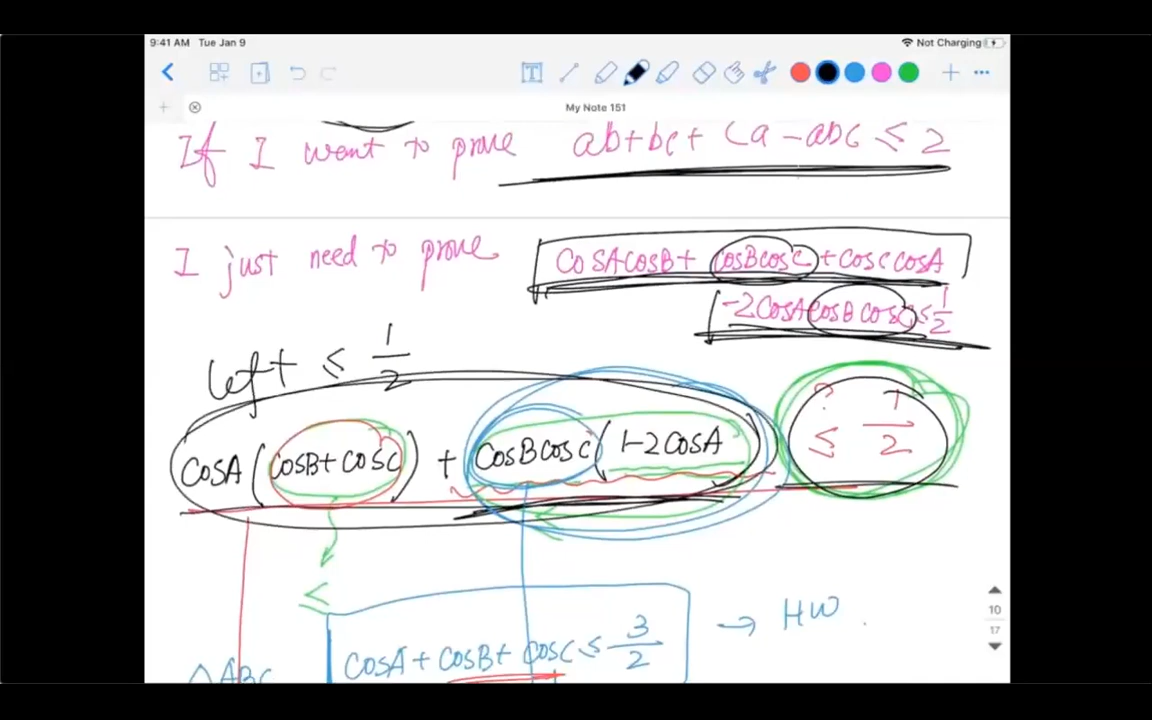 9:41 AM Tue Jan 9
Not Charging
My Note 151
If I want to prove ab+bc+ca-abc ≤ 2
I just need to prove cosAcosB+ cosBcosC +cosCcosA
-2cosAcosBcosC ≤ 1/2
left ≤ 1/2
cosA(cosB+cosC) + cosBcosC(1-2cosA) ≤ 1/2
?
≤
10
17
cosA+cosB+cosC ≤ 3/2 → HW
△ABC